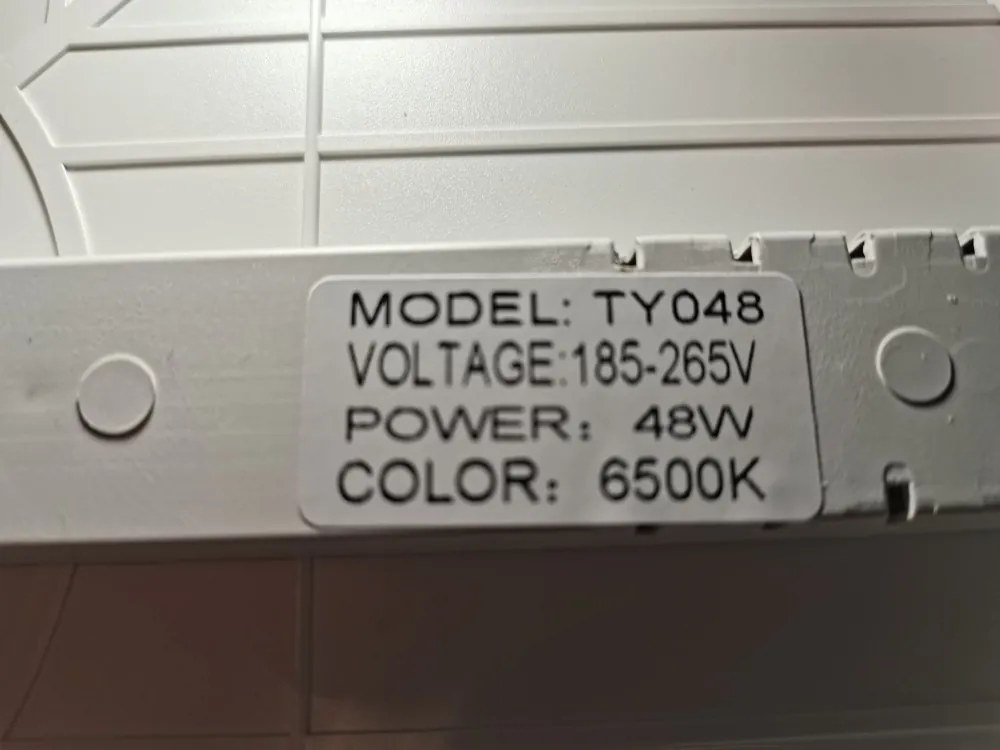 MODEL: TY048
VOLTAGE:185-265V
POWER: 48W
COLOR: 6500K